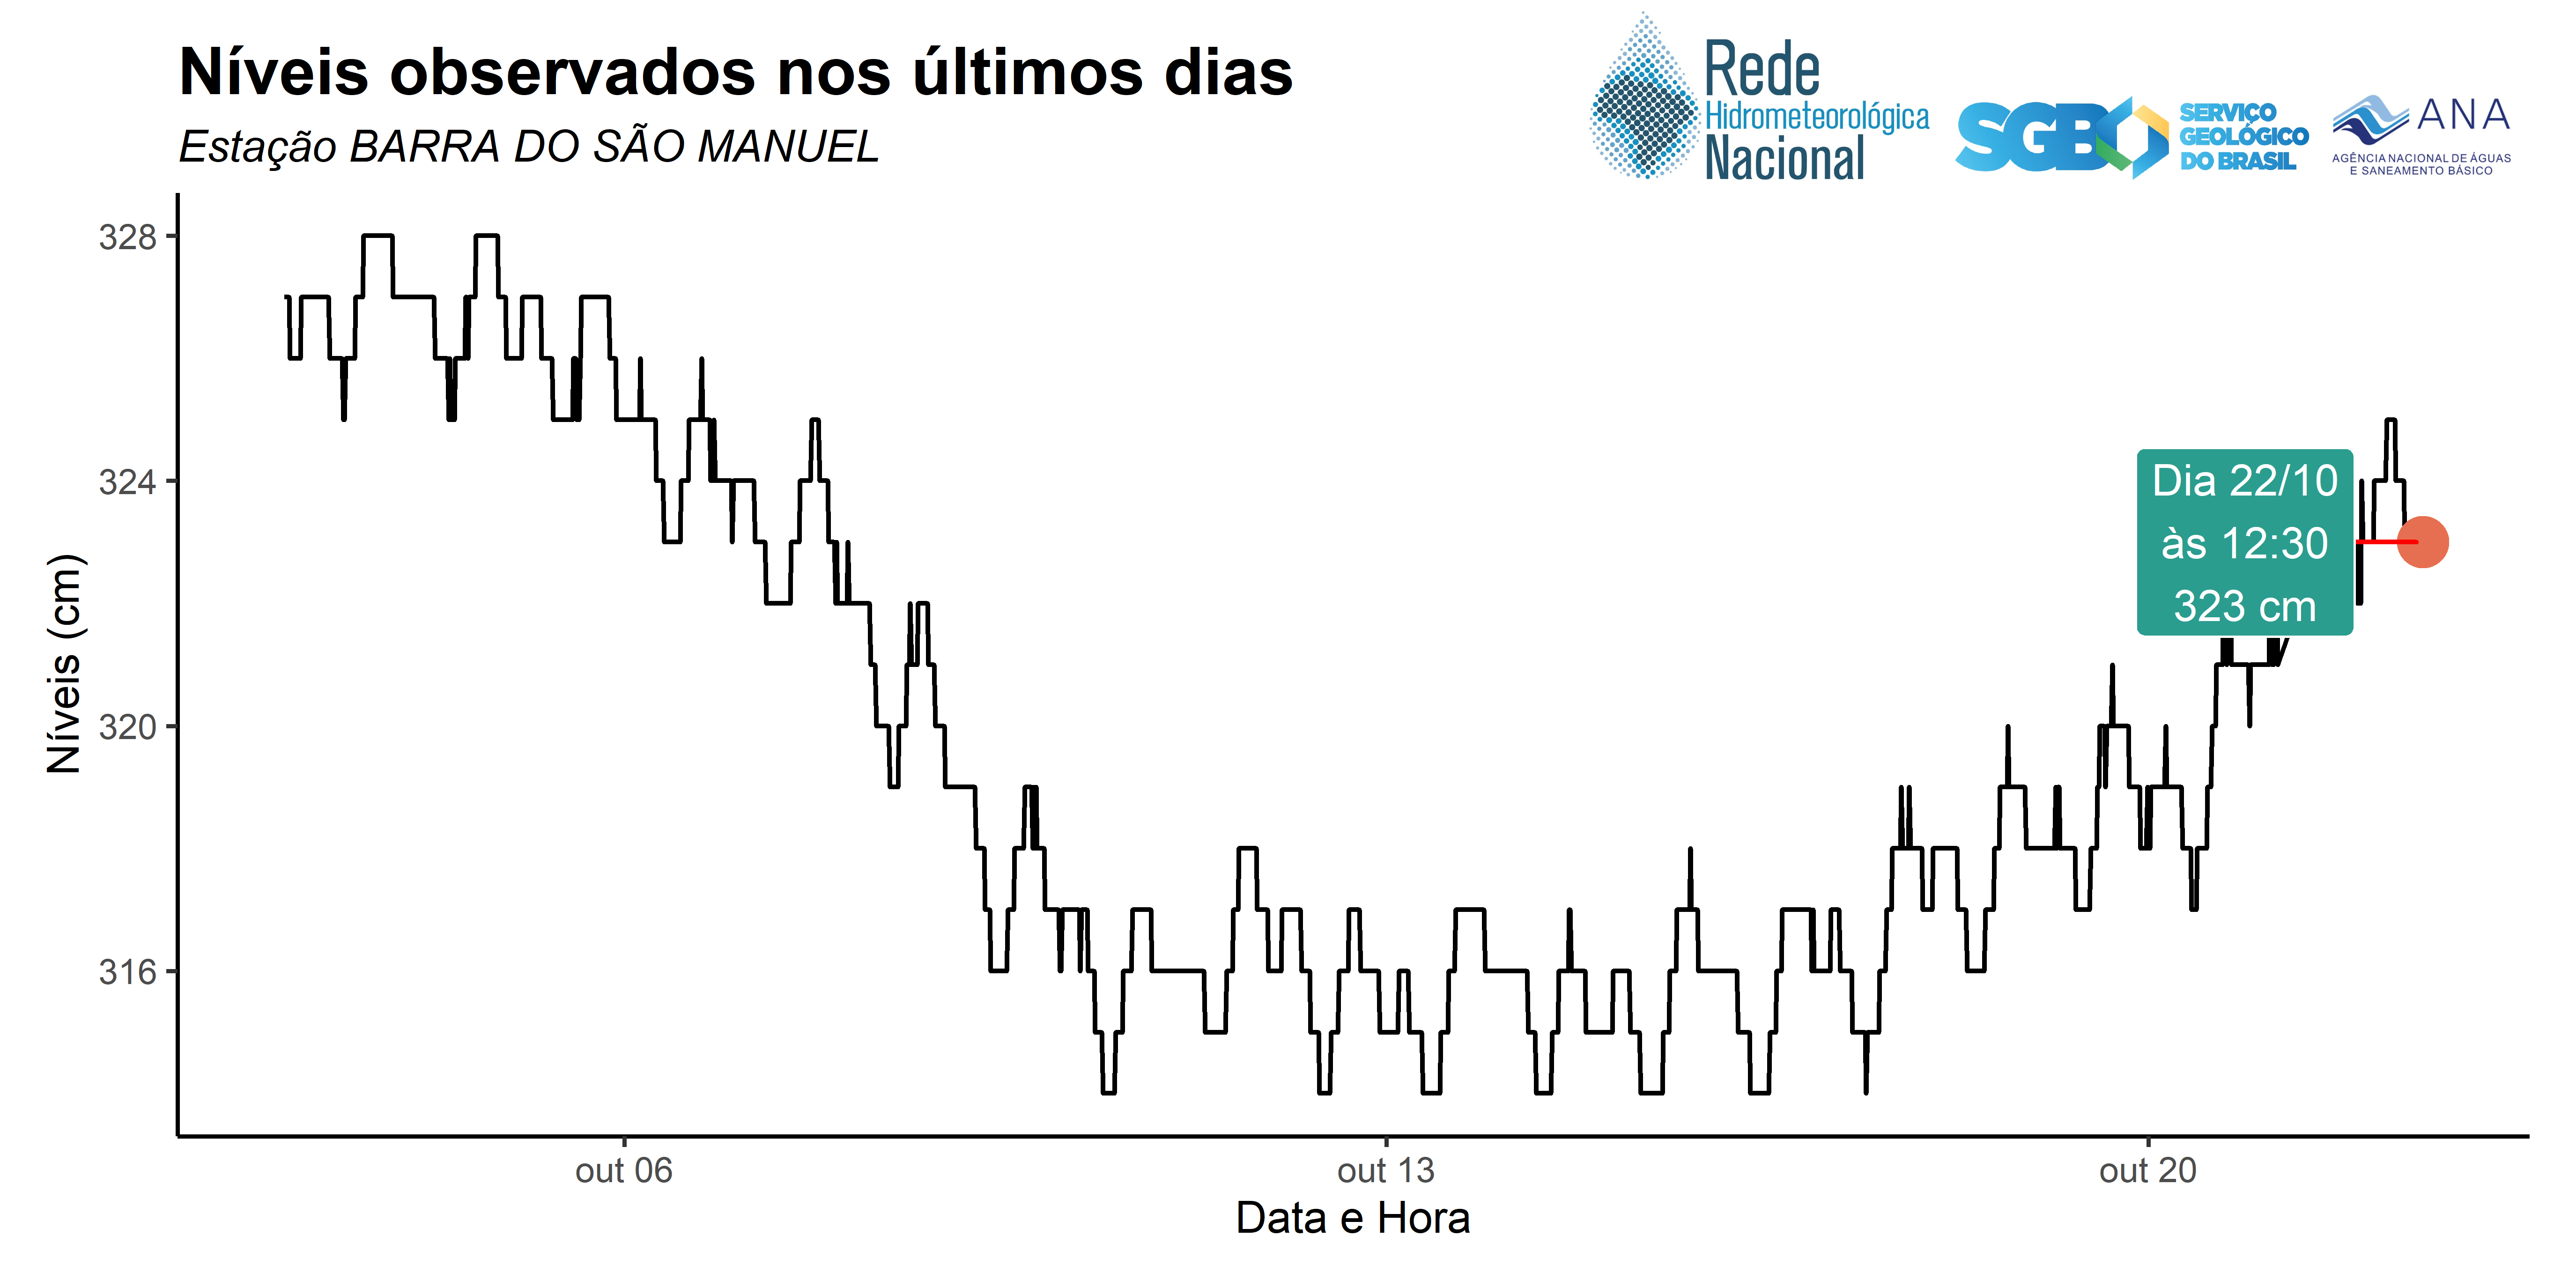 Níveis observados nos últimos dias
Estação BARRA DO SÃO MANUEL
Rede
Hidrometeorológica
Nacional
SGB
SERVIÇO
GEOLÓGICO
DO BRASIL
ANA
AGÊNCIA NACIONAL DE ÁGUAS
E SANEAMENTO BÁSICO
Níveis (cm)
328
324
320
316
Dia 22/10
às 12:30
323 cm
out 06
out 13
out 20
Data e Hora